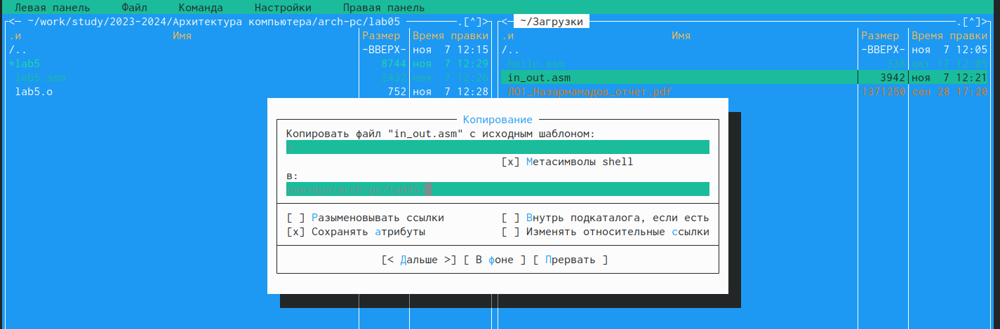 Левая панель Файл Команда Настройки Правая панель
<─ ~/work/study/2023-2024/Архитектура компьютера/arch-pc/lab05 .[^]> <─ ~/Загрузки .[^]>
.и Имя Размер Время правки .и Имя Размер Время правки
/.. -ВВЕРХ- ноя 7 12:15 /.. -ВВЕРХ- ноя 7 12:05
*lab5 8744 ноя 7 12:29 hello.asm 338 окт 17 12:05
lab5.asm 2432 ноя 7 12:26 in_out.asm 3942 ноя 7 12:21
lab5.o 752 ноя 7 12:28 ЛО1_Назармамадов_отчет.pdf 1371250 сен 28 17:20
Копирование
Копировать файл "in_out.asm" с исходным шаблоном:
*
[x] Метасимволы shell
в:
мпьютера/arch-pc/lab05/
[ ] Разыменовывать ссылки [ ] Внутрь подкаталога, если есть
[x] Сохранять атрибуты [ ] Изменять относительные ссылки
[< Дальше >] [ В фоне ] [ Прервать ]